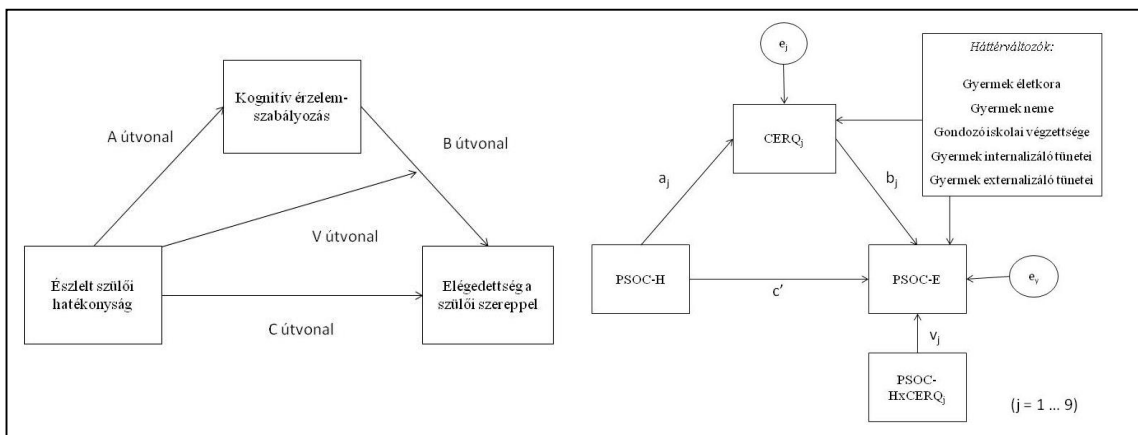 Kognitív érzelem-
szabályozás
A útvonal
B útvonal
V útvonal
Észlelt szülői
hatékonyság
Elégedettség a
szülői szereppel
C útvonal
eⱼ
Háttérváltozók:
Gyermek életkora
Gyermek neme
Gondozó iskolai végzettsége
Gyermek internalizáló tünetei
Gyermek externalizáló tünetei
CERQⱼ
aⱼ
bⱼ
PSOC-H
PSOC-E
c′
eᵧ
vⱼ
PSOC-
HxCERQⱼ
(j = 1 ... 9)